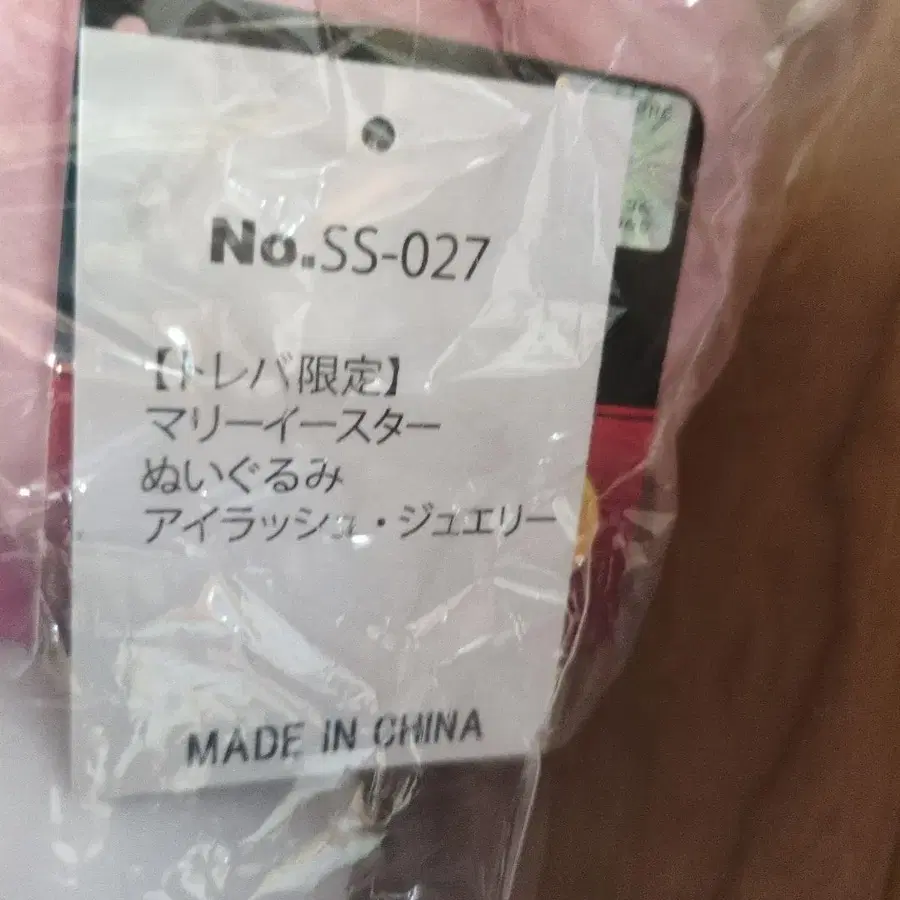 No.SS-027
【トレバ限定】
マリーイースター
ぬいぐるみ
アイラッシュ・ジュエリー
MADE IN CHINA